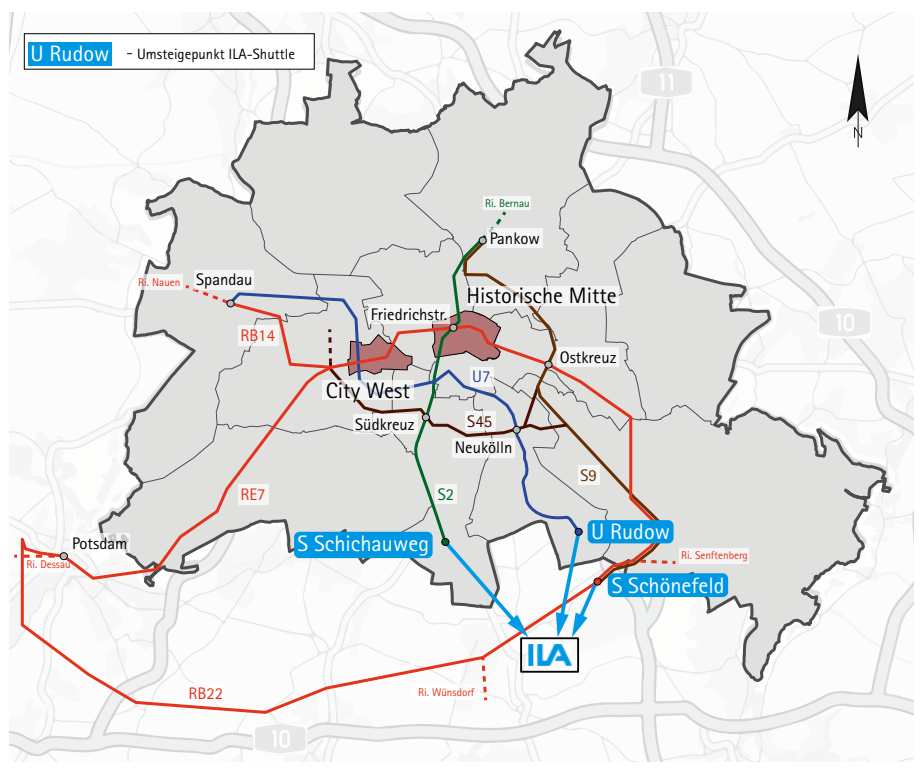 U Rudow - Umsteigepunkt ILA-Shuttle
11
N
Ri. Bernau
Pankow
Ri. Nauen
Spandau
Historische Mitte
Friedrichstr.
10
RB14
Ostkreuz
U7
City West
Südkreuz
S45
Neukölln
S9
RE7
S2
U Rudow
S Schichauweg
Potsdam
Ri. Dessau
Ri. Senftenberg
S Schönefeld
ILA
RB22
Ri. Wünsdorf
10